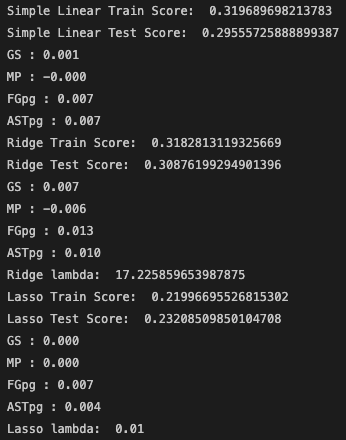 Simple Linear Train Score:  0.319689698213783
Simple Linear Test Score:  0.29555725888899387
GS : 0.001
MP : -0.000
FGpg : 0.007
ASTpg : 0.007
Ridge Train Score:  0.3182813119325669
Ridge Test Score:  0.30876199294901396
GS : 0.007
MP : -0.006
FGpg : 0.013
ASTpg : 0.010
Ridge lambda:  17.225859653987875
Lasso Train Score:  0.21996695526815302
Lasso Test Score:  0.23208509850104708
GS : 0.000
MP : 0.000
FGpg : 0.007
ASTpg : 0.004
Lasso lambda:  0.01